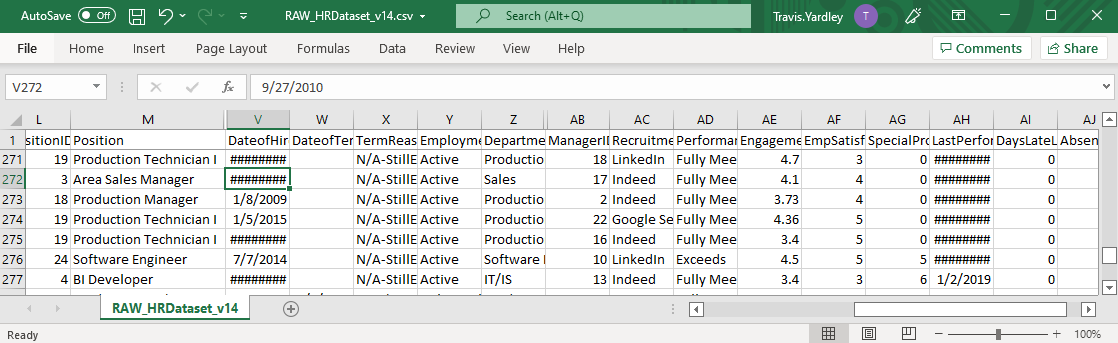 AutoSave Off RAW_HRDataset_v14.csv Search (Alt+Q) Travis.Yardley T
File Home Insert Page Layout Formulas Data Review View Help Comments Share
V272 fx 9/27/2010
L M V W X Y Z AB AC AD AE AF AG AH AI AJ
1 sitionID Position DateofHir DateofTer TermReas Employme Departme ManagerID Recruitme Performan Engageme EmpSatisf SpecialPro LastPerfor DaysLateL Absen
271 19 Production Technician I ######## N/A-StillE Active Productio 18 LinkedIn Fully Mee 4.7 3 0 ######## 0
272 3 Area Sales Manager ######## N/A-StillE Active Sales 17 Indeed Fully Mee 4.1 4 0 ######## 0
273 18 Production Manager 1/8/2009 N/A-StillE Active Productio 2 Indeed Fully Mee 3.73 4 0 ######## 0
274 19 Production Technician I 1/5/2015 N/A-StillE Active Productio 22 Google Se Fully Mee 4.36 5 0 ######## 0
275 19 Production Technician I ######## N/A-StillE Active Productio 16 Indeed Fully Mee 3.4 5 0 ######## 0
276 24 Software Engineer 7/7/2014 N/A-StillE Active Software 10 LinkedIn Exceeds 4.5 5 5 ######## 0
277 4 BI Developer ######## N/A-StillE Active IT/IS 13 Indeed Fully Mee 3.4 3 6 1/2/2019 0
RAW_HRDataset_v14
Ready 100%